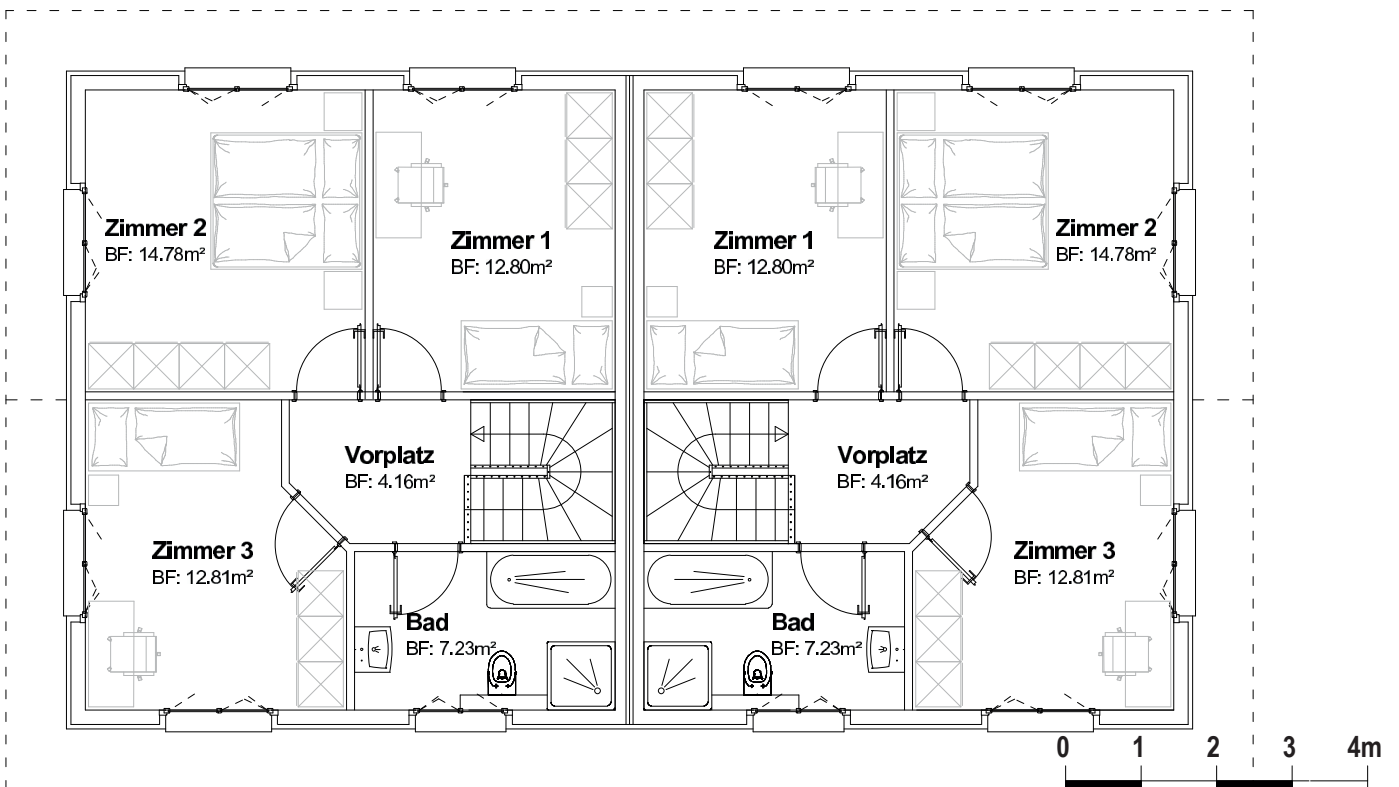 Zimmer 2
BF: 14.78m²
Zimmer 1
BF: 12.80m²
Zimmer 1
BF: 12.80m²
Zimmer 2
BF: 14.78m²
Vorplatz
BF: 4.16m²
Vorplatz
BF: 4.16m²
Zimmer 3
BF: 12.81m²
Zimmer 3
BF: 12.81m²
Bad
BF: 7.23m²
Bad
BF: 7.23m²
0 1 2 3 4m